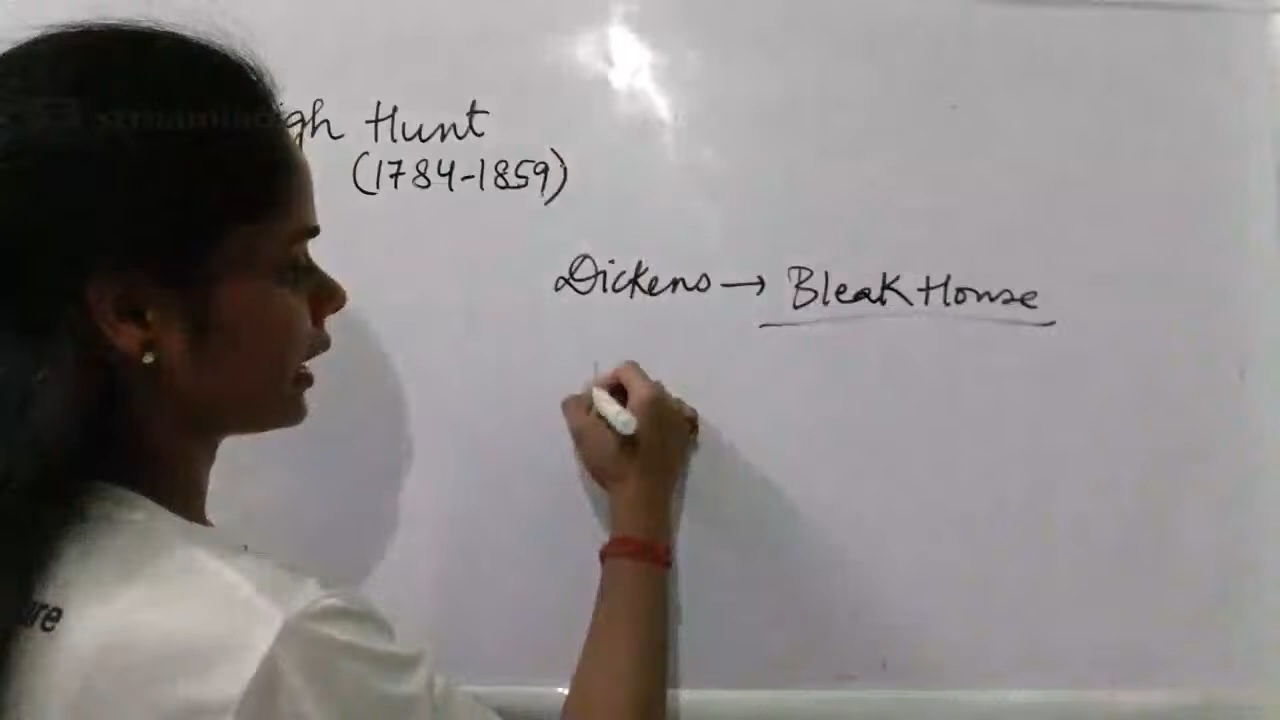 gh Hunt
(1784-1859)
Dickens → Bleak House